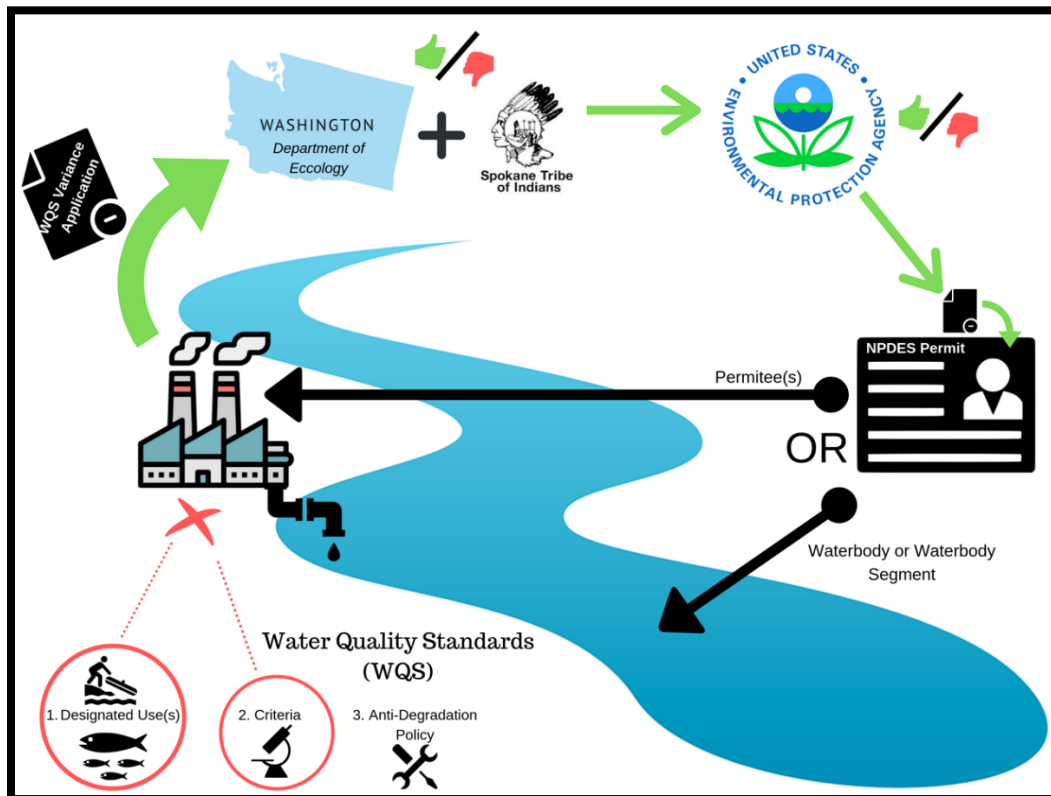 WQS Variance
Application
WASHINGTON
Department of
Eccology
Spokane Tribe
of Indians
UNITED STATES • ENVIRONMENTAL PROTECTION AGENCY •
NPDES Permit
Permitee(s)
OR
Waterbody or Waterbody
Segment
Water Quality Standards
(WQS)
1. Designated Use(s)
2. Criteria
3. Anti-Degradation
Policy